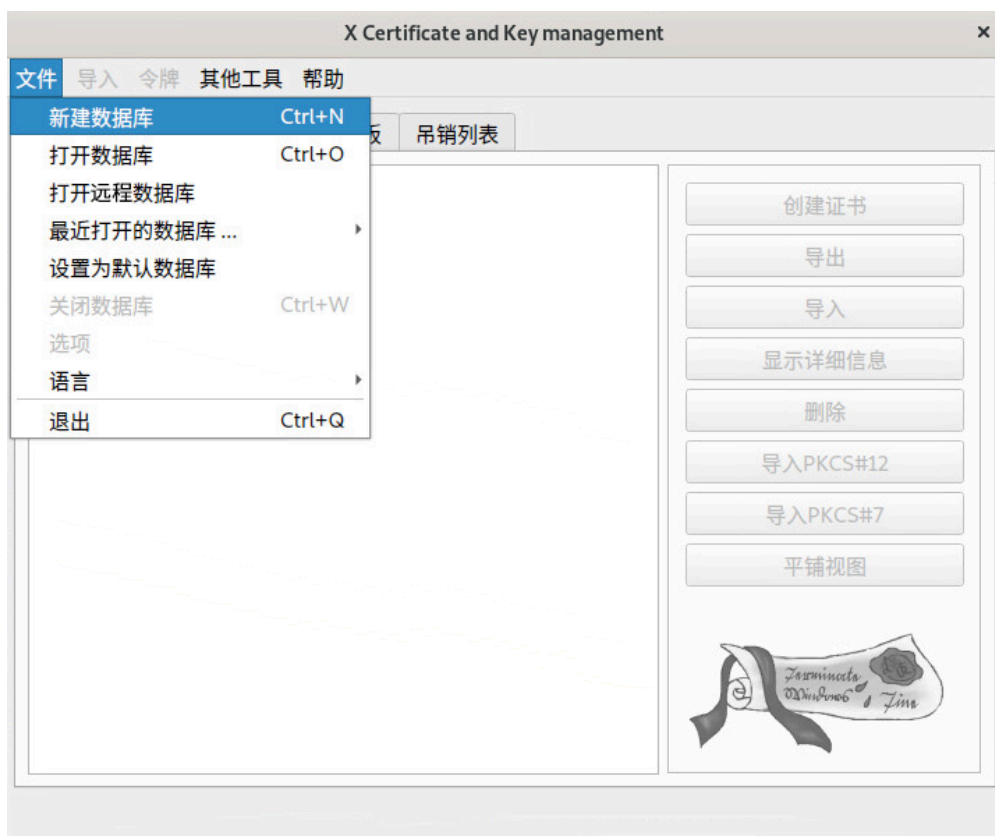 X Certificate and Key management ×
文件 导入 令牌 其他工具 帮助
新建数据库 Ctrl+N
打开数据库 Ctrl+O
打开远程数据库
最近打开的数据库 ...
设置为默认数据库
关闭数据库 Ctrl+W
选项
语言
退出 Ctrl+Q
吊销列表
创建证书
导出
导入
显示详细信息
删除
导入PKCS#12
导入PKCS#7
平铺视图